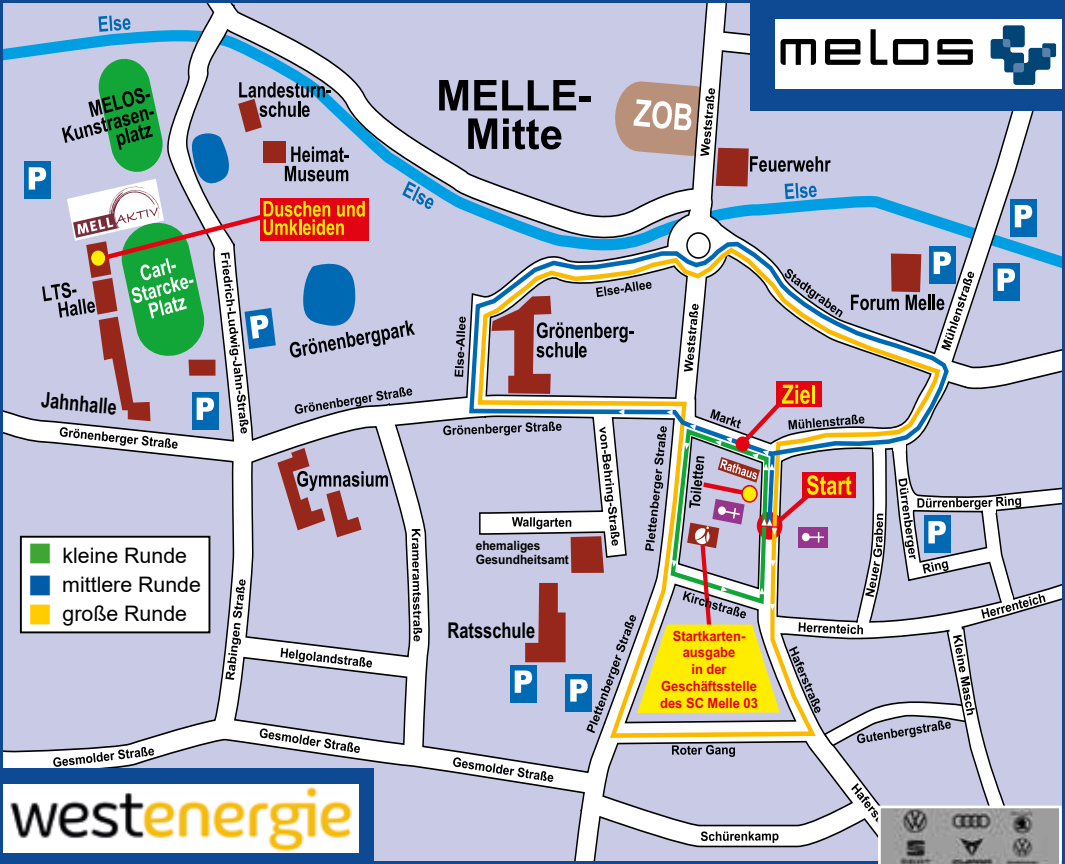 Else
melos
MELOS-
Kunstrasen-
platz
Landesturn-
schule
MELLE-
Mitte
ZOB
Weststraße
Heimat-
Museum
Feuerwehr
P
Else
Else
MELLAKTIV
Duschen und
Umkleiden
P
P
P
LTS-
Halle
Carl-
Starcke-
Platz
Friedrich-Ludwig-Jahn-Straße
P
Grönenbergpark
Else-Allee
Else-Allee
Grönenberg-
schule
Weststraße
Stadtgraben
Forum Melle
Mühlenstraße
Jahnhalle
P
Grönenberger Straße
Grönenberger Straße
Grönenberger Straße
Ziel
Markt
Mühlenstraße
Gymnasium
von-Behring-Straße
Plettenberger Straße
Toiletten
Rathaus
Start
Wallgarten
ehemaliges
Gesundheitsamt
Krameramtsstraße
Neuer Graben
Dürrenberger
Ring
Dürrenberger Ring
P
kleine Runde
mittlere Runde
große Runde
Kirchstraße
Herrenteich
Herrenteich
Rabingen Straße
Ratsschule
Helgolandstraße
Plettenberger Straße
Startkarten-
ausgabe
in der
Geschäftsstelle
des SC Melle 03
Haferstraße
Kleine Masch
P
P
Gutenbergstraße
Roter Gang
Gesmolder Straße
Gesmolder Straße
Gesmolder Straße
Haferst
Schürenkamp
westenergie